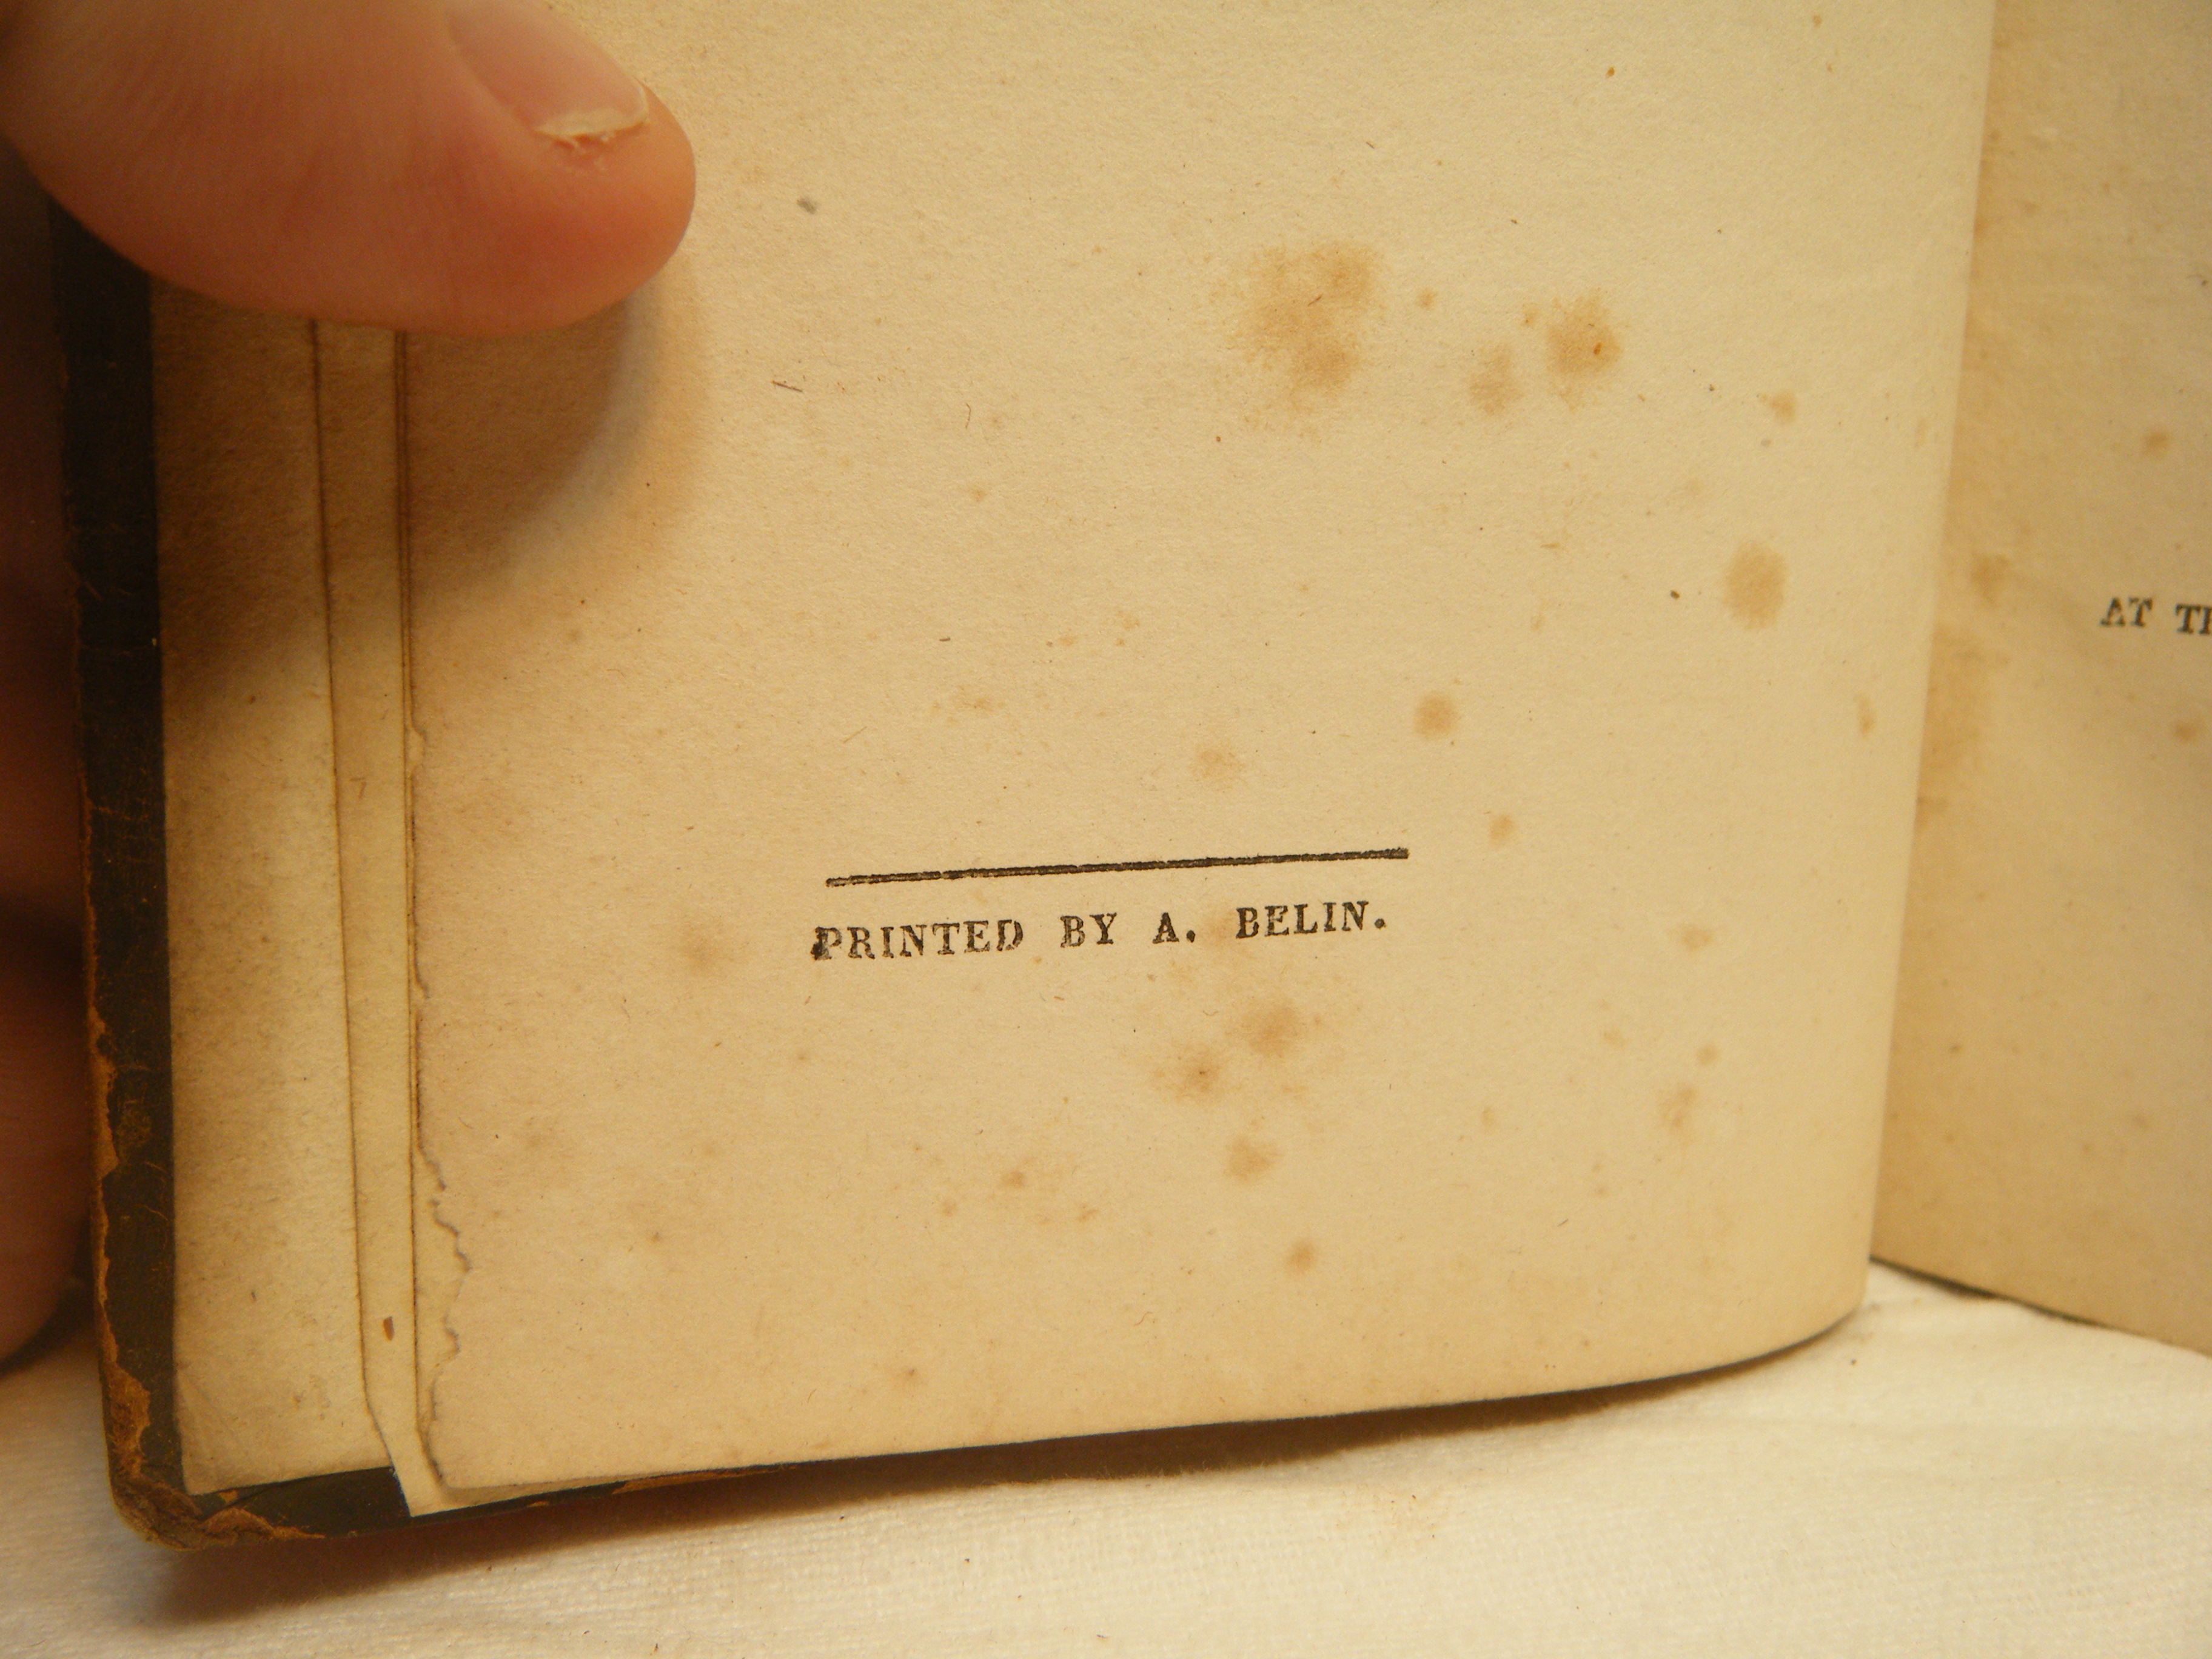 PRINTED BY A. BELIN.
AT